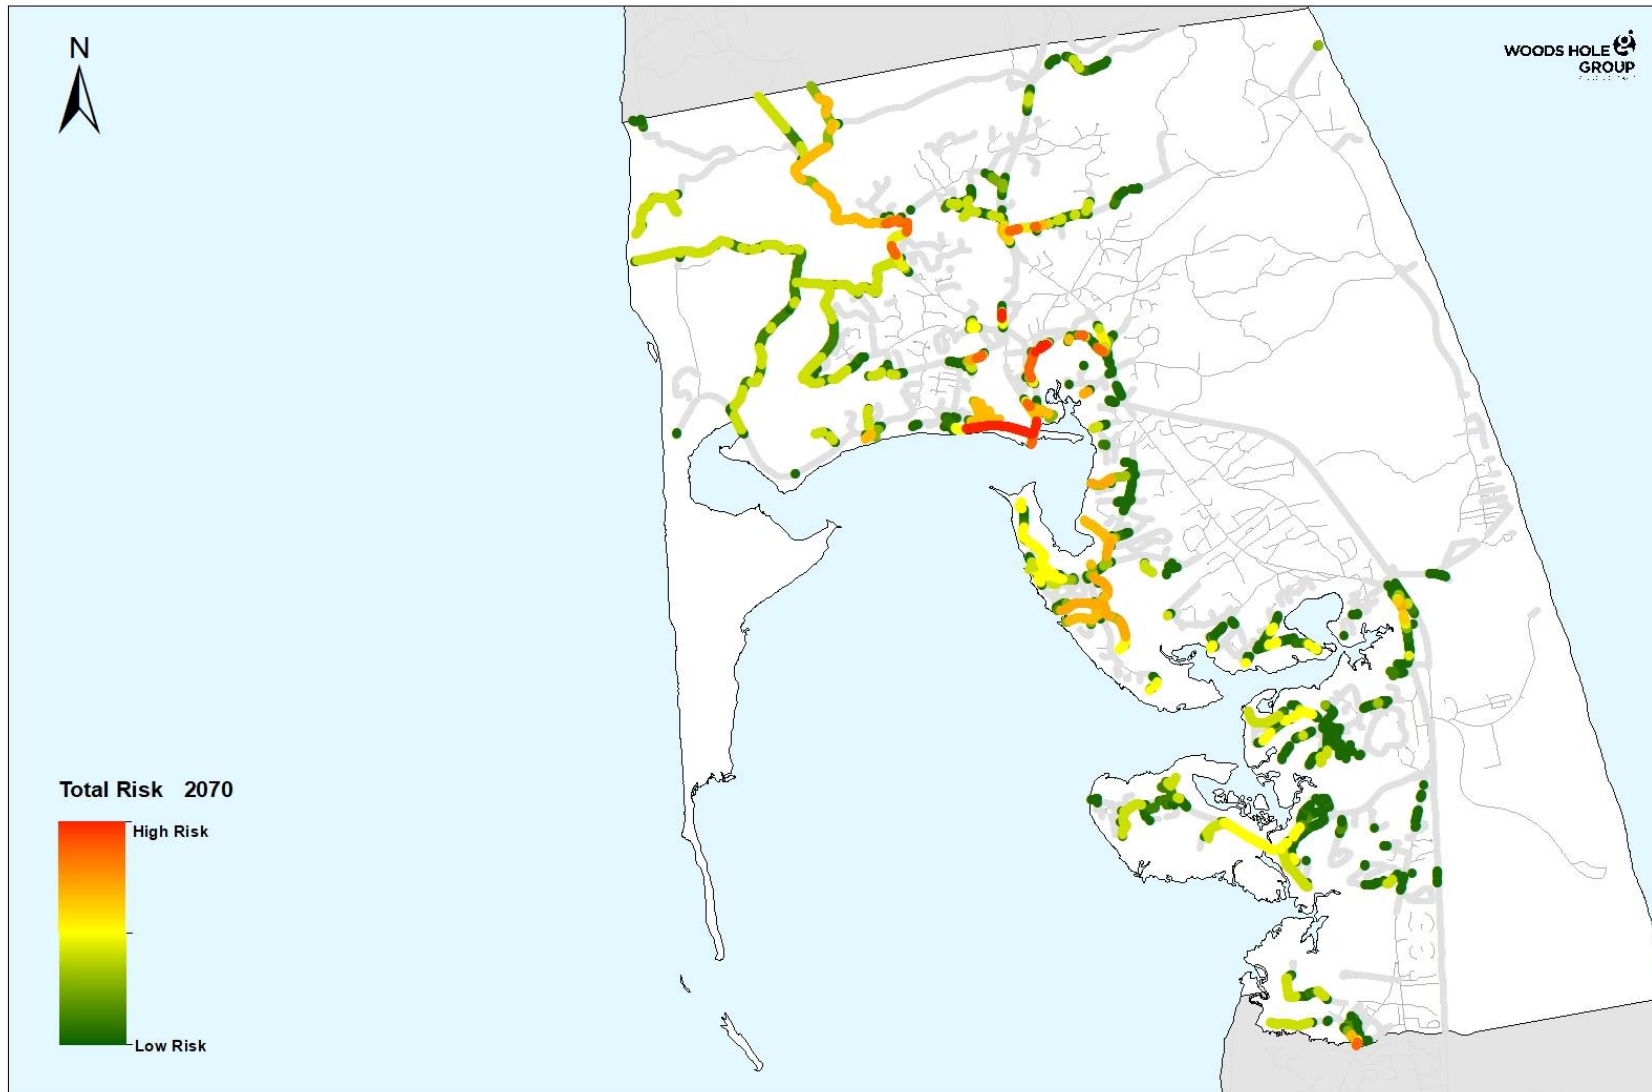 N
WOODS HOLE
GROUP
Total Risk 2070
High Risk
Low Risk